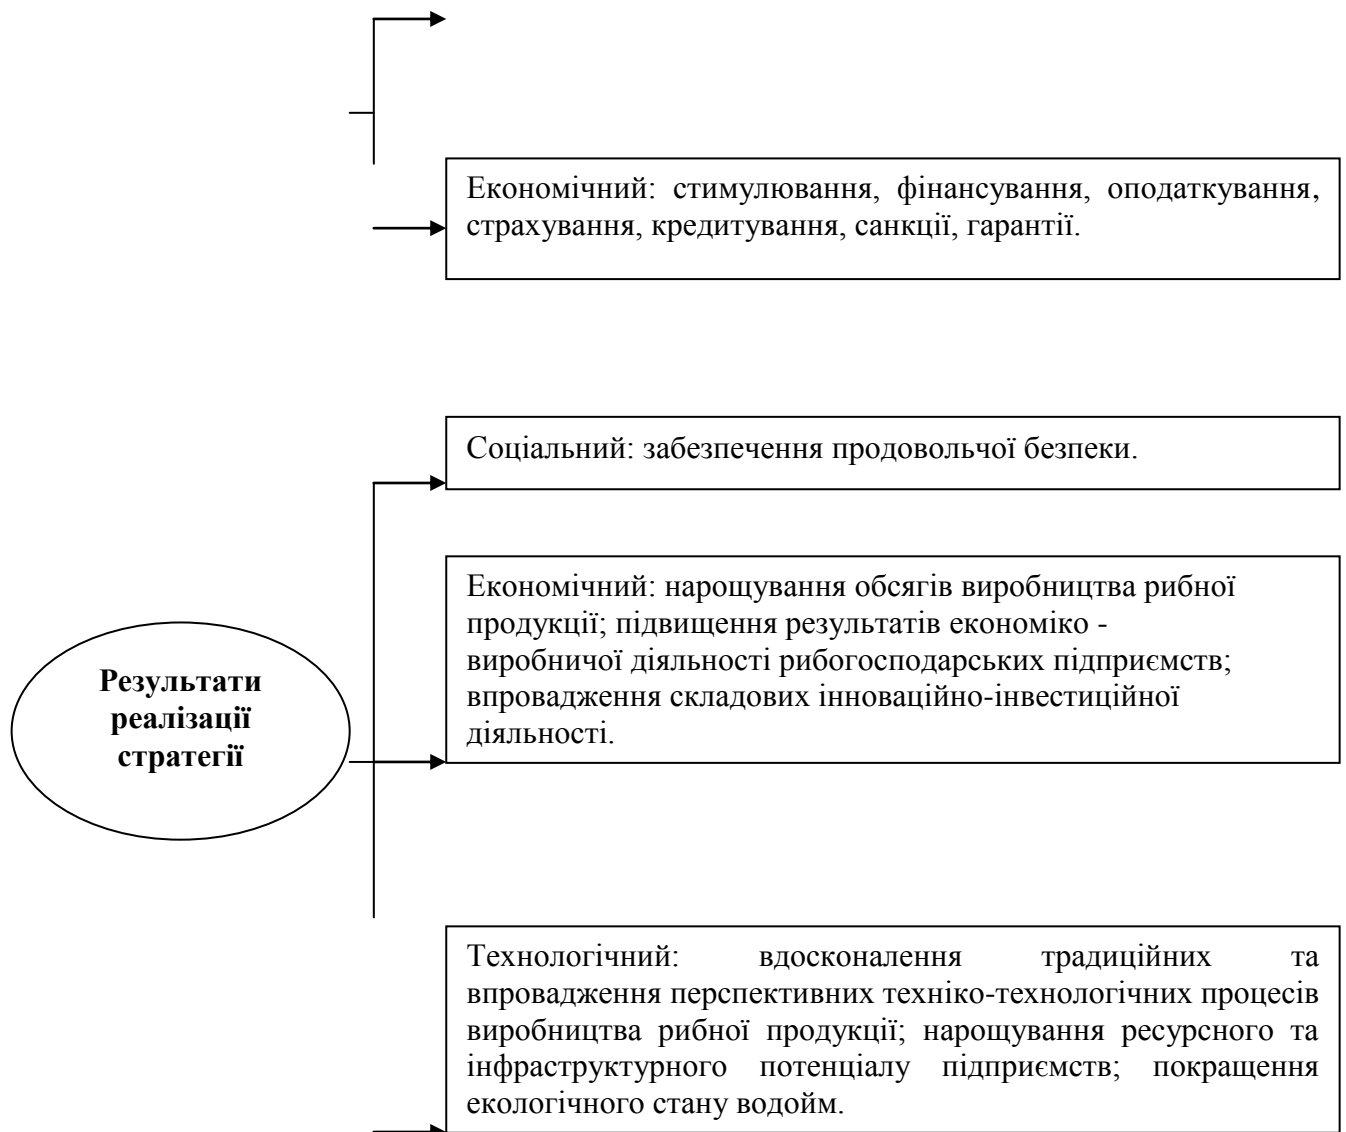 Економічний: стимулювання, фінансування, оподаткування,
страхування, кредитування, санкції, гарантії.
Соціальний: забезпечення продовольчої безпеки.
Економічний: нарощування обсягів виробництва рибної
продукції; підвищення результатів економіко -
виробничої діяльності рибогосподарських підприємств;
впровадження складових інноваційно-інвестиційної
діяльності.
Результати
реалізації
стратегії
Технологічний: вдосконалення традиційних та
впровадження перспективних техніко-технологічних процесів
виробництва рибної продукції; нарощування ресурсного та
інфраструктурного потенціалу підприємств; покращення
екологічного стану водойм.